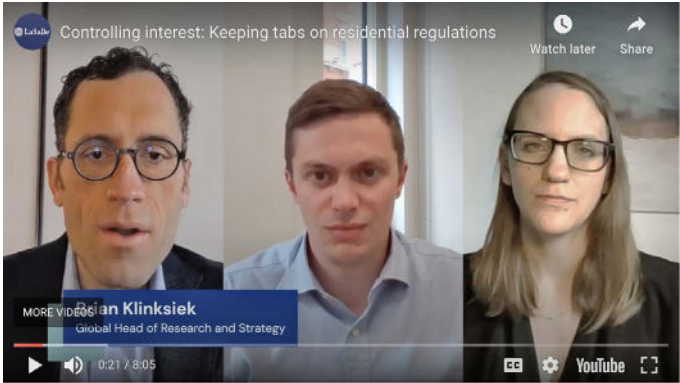 LaSalle
Controlling interest: Keeping tabs on residential regulations
Watch later
Share
MORE VIDEOS
Brian Klinksiek
Global Head of Research and Strategy
0:21 / 8:05
CC
YouTube